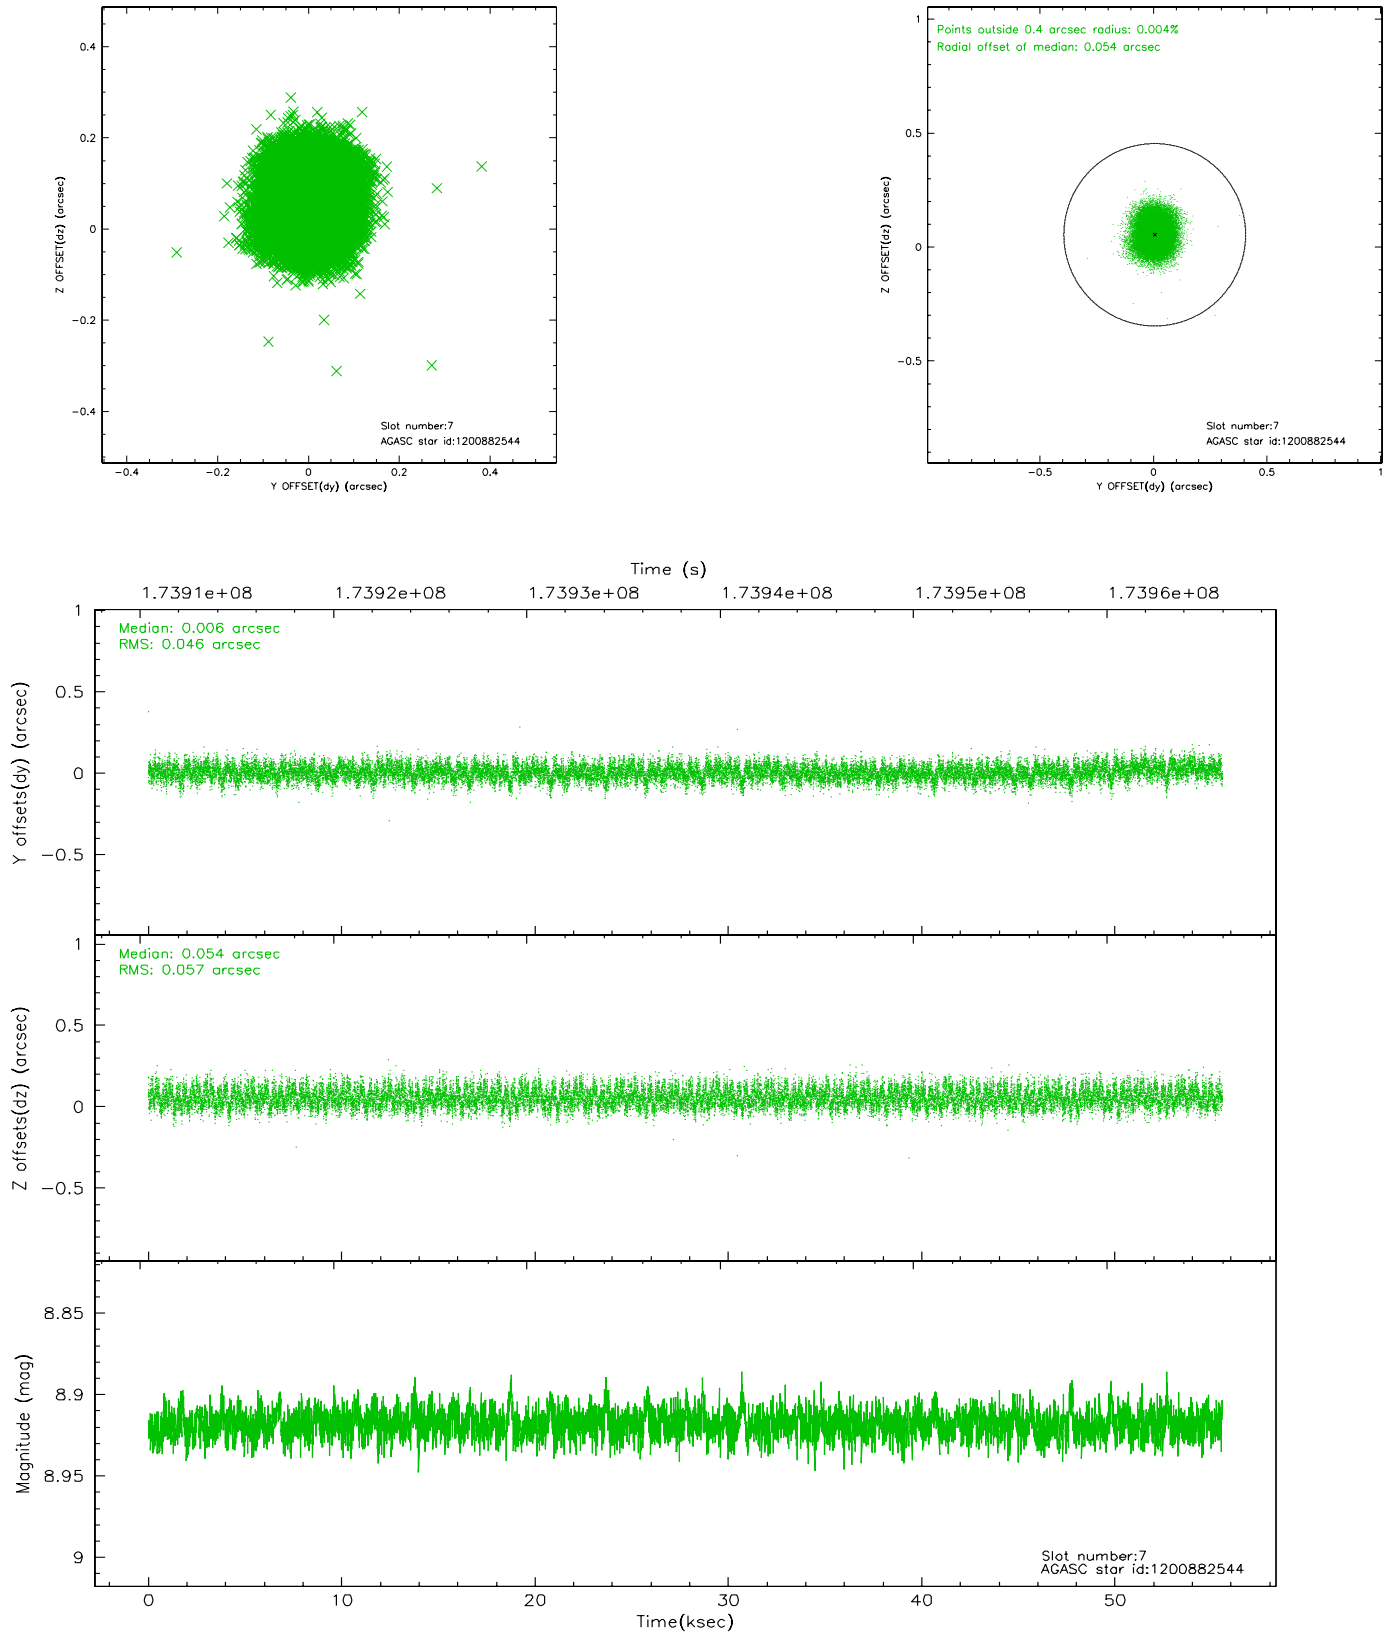 0.4
0.2
0
−0.2
−0.4
Z OFFSET(dz) (arcsec)
Slot number:7
AGASC star id:1200882544
−0.4 −0.2 0 0.2 0.4
Y OFFSET(dy) (arcsec)
Points outside 0.4 arcsec radius: 0.004%
Radial offset of median: 0.054 arcsec
1
0.5
0
−0.5
Z OFFSET(dz) (arcsec)
Slot number:7
AGASC star id:1200882544
−0.5 0 0.5 1
Y OFFSET(dy) (arcsec)
Time (s)
1.7391e+08 1.7392e+08 1.7393e+08 1.7394e+08 1.7395e+08 1.7396e+08
Median: 0.006 arcsec
RMS: 0.046 arcsec
1
0.5
0
−0.5
Y offsets(dy) (arcsec)
Median: 0.054 arcsec
RMS: 0.057 arcsec
1
0.5
0
−0.5
Z offsets(dz) (arcsec)
8.85
8.9
8.95
9
Magnitude (mag)
Slot number:7
AGASC star id:1200882544
0 10 20 30 40 50
Time(ksec)